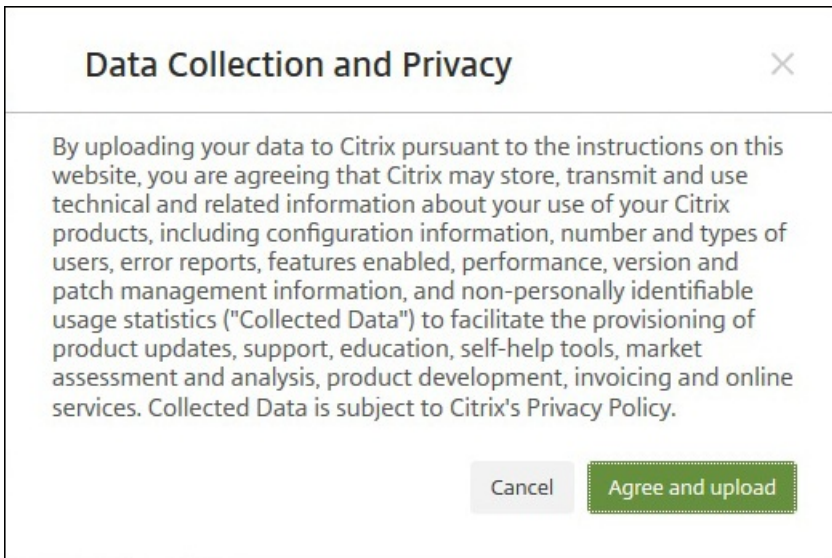 Data Collection and Privacy
By uploading your data to Citrix pursuant to the instructions on this
website, you are agreeing that Citrix may store, transmit and use
technical and related information about your use of your Citrix
products, including configuration information, number and types of
users, error reports, features enabled, performance, version and
patch management information, and non-personally identifiable
usage statistics ("Collected Data") to facilitate the provisioning of
product updates, support, education, self-help tools, market
assessment and analysis, product development, invoicing and online
services. Collected Data is subject to Citrix's Privacy Policy.
Cancel
Agree and upload